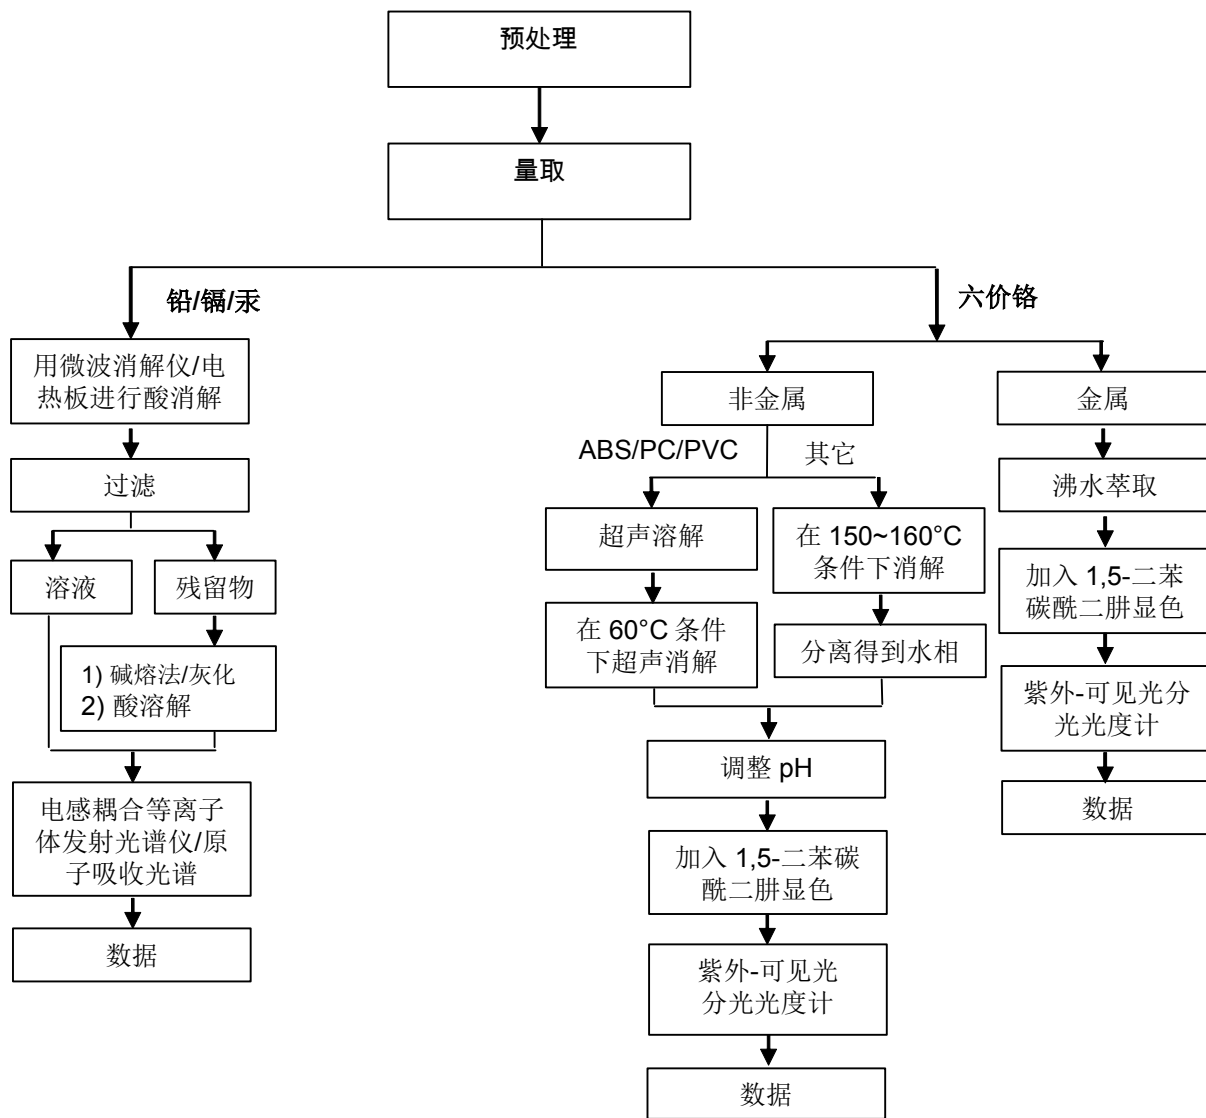 预处理
量取
铅/镉/汞
六价铬
用微波消解仪/电
热板进行酸消解
过滤
溶液
残留物
1) 碱熔法/灰化
2) 酸溶解
电感耦合等离子
体发射光谱仪/原
子吸收光谱
数据
非金属
ABS/PC/PVC
其它
超声溶解
在 60°C 条件
下超声消解
在 150~160°C
条件下消解
分离得到水相
调整 pH
加入 1,5-二苯碳
酰二肼显色
紫外-可见光
分光光度计
数据
金属
沸水萃取
加入 1,5-二苯
碳酰二肼显色
紫外-可见光分
光光度计
数据